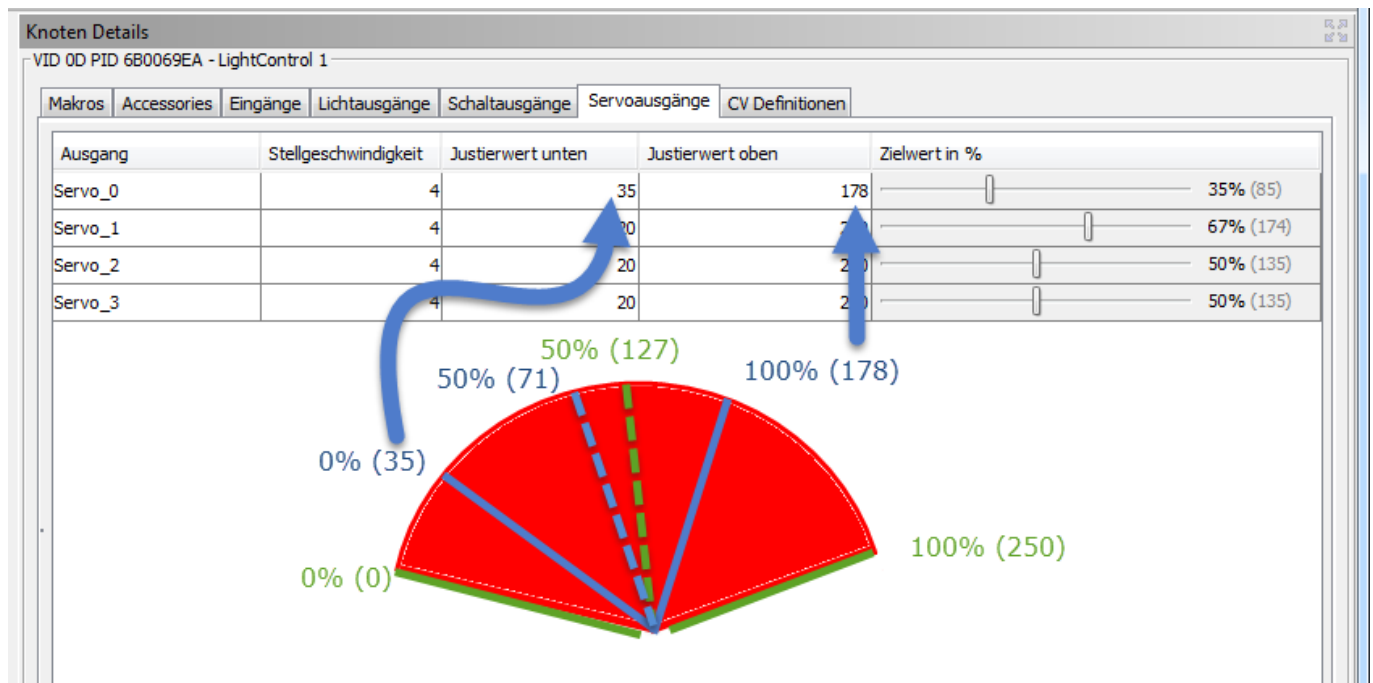 Knoten Details
VID 0D PID 6B0069EA - LightControl 1
Makros Accessories Eingänge Lichtausgänge Schaltausgänge Servoausgänge CV Definitionen
Ausgang Stellgeschwindigkeit Justierwert unten Justierwert oben Zielwert in %
Servo_0 4 35 178 35% (85)
Servo_1 4 67% (174)
Servo_2 4 20 50% (135)
Servo_3 4 20 50% (135)
50% (127)
50% (71)
100% (178)
0% (35)
100% (250)
0% (0)